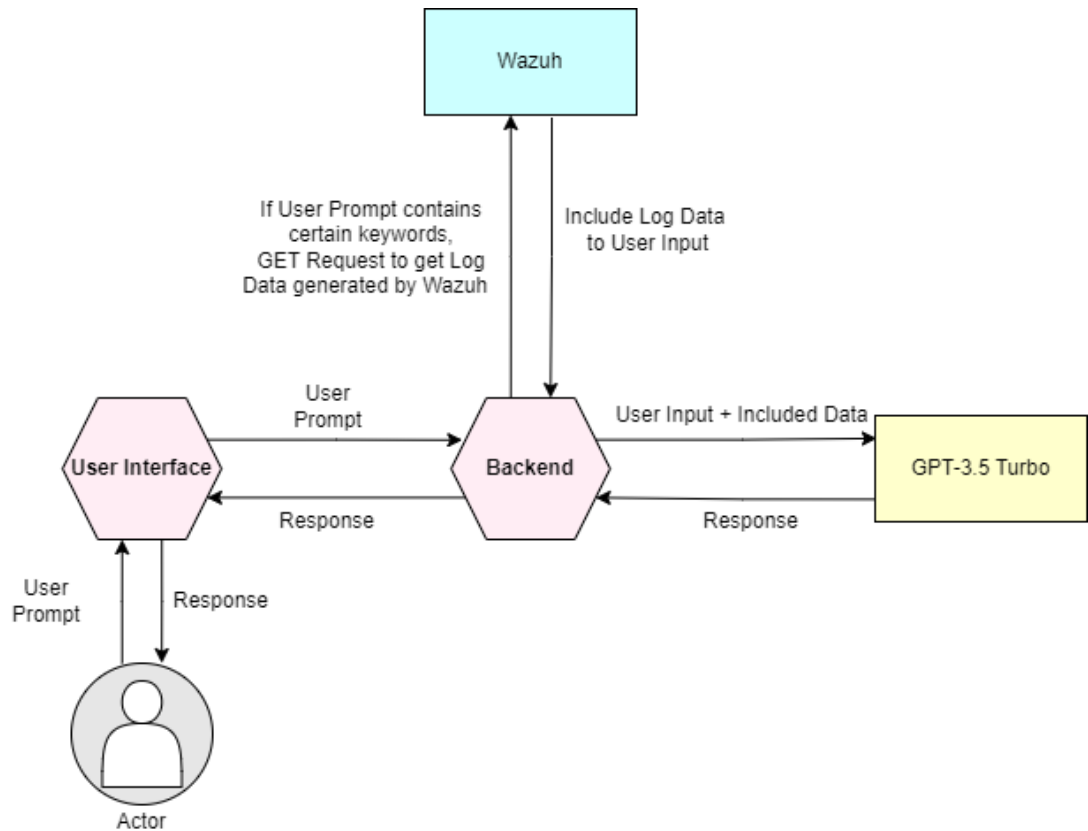 Wazuh
If User Prompt contains
certain keywords,
GET Request to get Log
Data generated by Wazuh
Include Log Data
to User Input
User
Prompt
User Input + Included Data
User Interface
Backend
GPT-3.5 Turbo
Response
Response
User
Prompt
Response
Actor